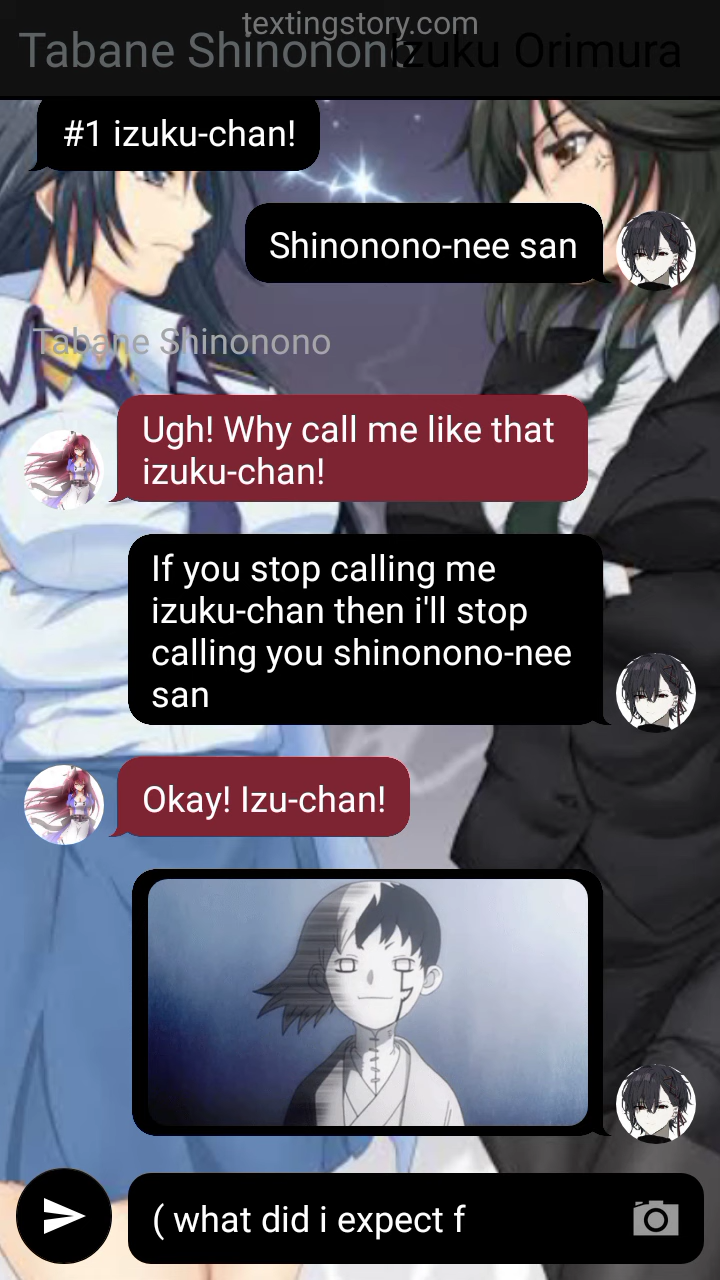 textingstory.com
Tabane Shinonono
Izuku Orimura
#1 izuku-chan!
Shinonono-nee san
Tabane Shinonono
Ugh! Why call me like that
izuku-chan!
If you stop calling me
izuku-chan then i'll stop
calling you shinonono-nee
san
Okay! Izu-chan!
( what did i expect f